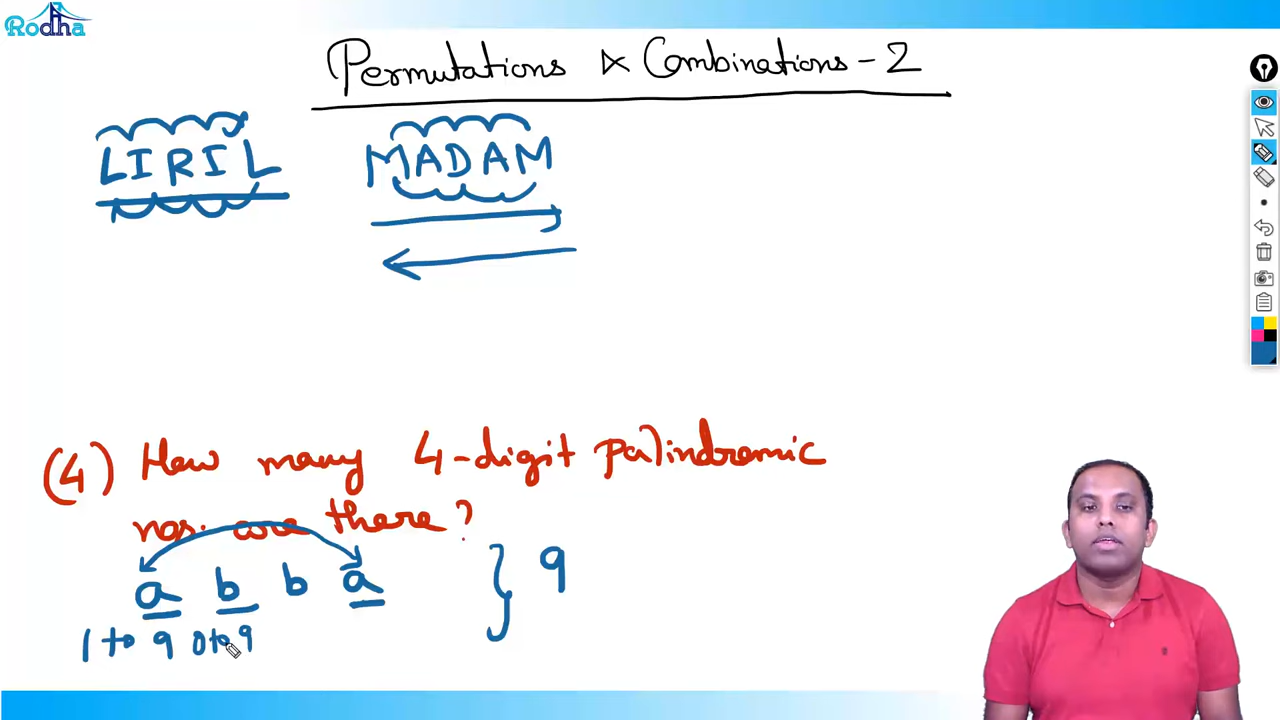 Rodha
Permutations & Combinations - 2
LIRIL MADAM
(4) How many 4-digit palindromic
nos. are there?
a b b a } 9
1 to 9 0 to 9